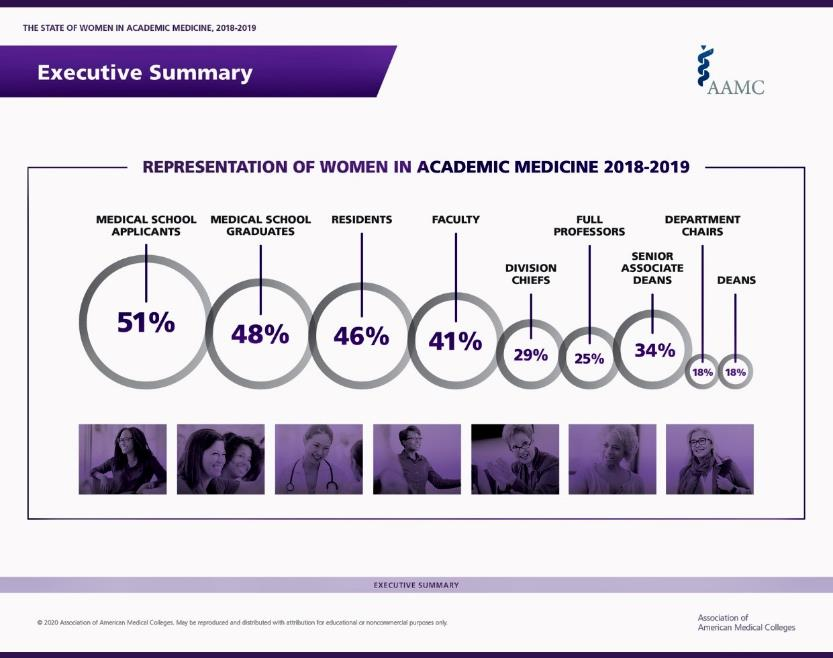 THE STATE OF WOMEN IN ACADEMIC MEDICINE, 2018-2019
Executive Summary
AAMC
REPRESENTATION OF WOMEN IN ACADEMIC MEDICINE 2018-2019
MEDICAL SCHOOL
APPLICANTS
51%
MEDICAL SCHOOL
GRADUATES
48%
RESIDENTS
46%
FACULTY
41%
DIVISION
CHIEFS
29%
FULL
PROFESSORS
25%
SENIOR
ASSOCIATE
DEANS
34%
DEPARTMENT
CHAIRS
18%
DEANS
18%
EXECUTIVE SUMMARY
© 2020 Association of American Medical Colleges. May be reproduced and distributed with attribution for educational or noncommercial purposes only.
Association of
American Medical Colleges